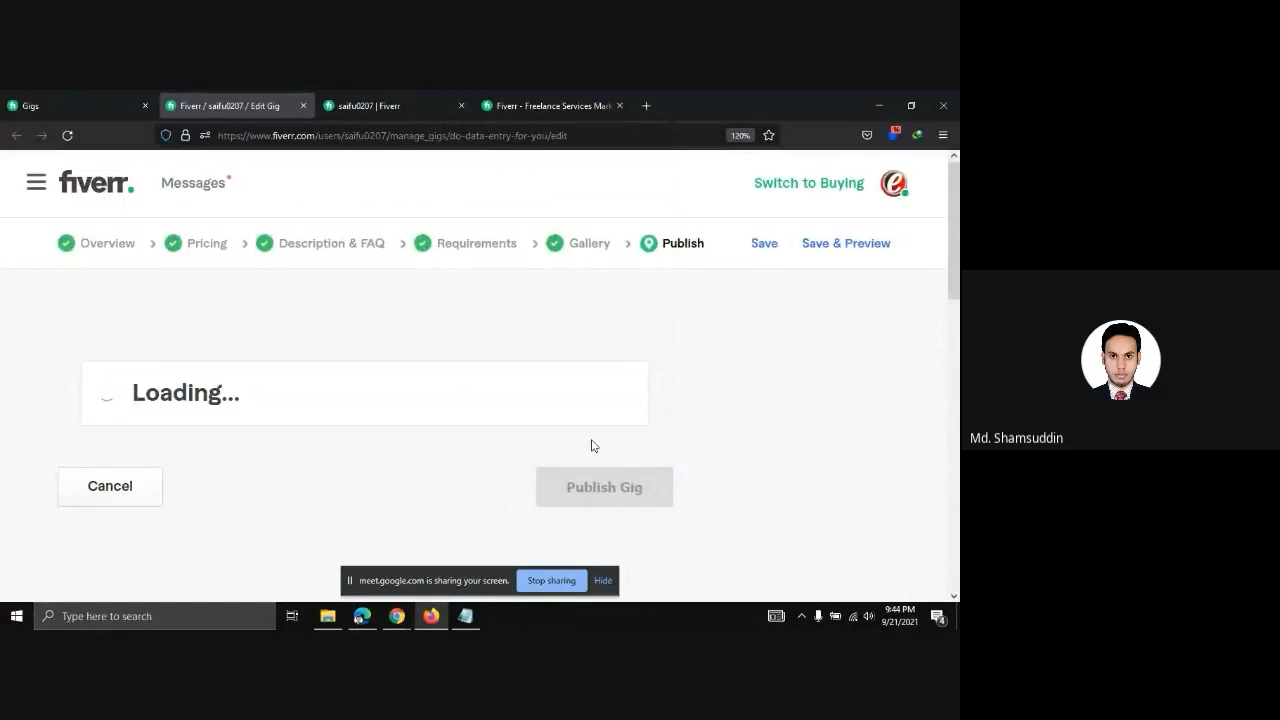 Gigs
Fiverr / saifu0207 / Edit Gig
saifu0207 | Fiverr
Fiverr - Freelance Services Mark
https://www.fiverr.com/users/saifu0207/manage_gigs/do-data-entry-for-you/edit
120%
fiverr.
Messages
Switch to Buying
Overview
Pricing
Description & FAQ
Requirements
Gallery
Publish
Save
Save & Preview
Loading...
Cancel
Publish Gig
Md. Shamsuddin
meet.google.com is sharing your screen.
Stop sharing
Hide
Type here to search
9:44 PM
9/21/2021
4